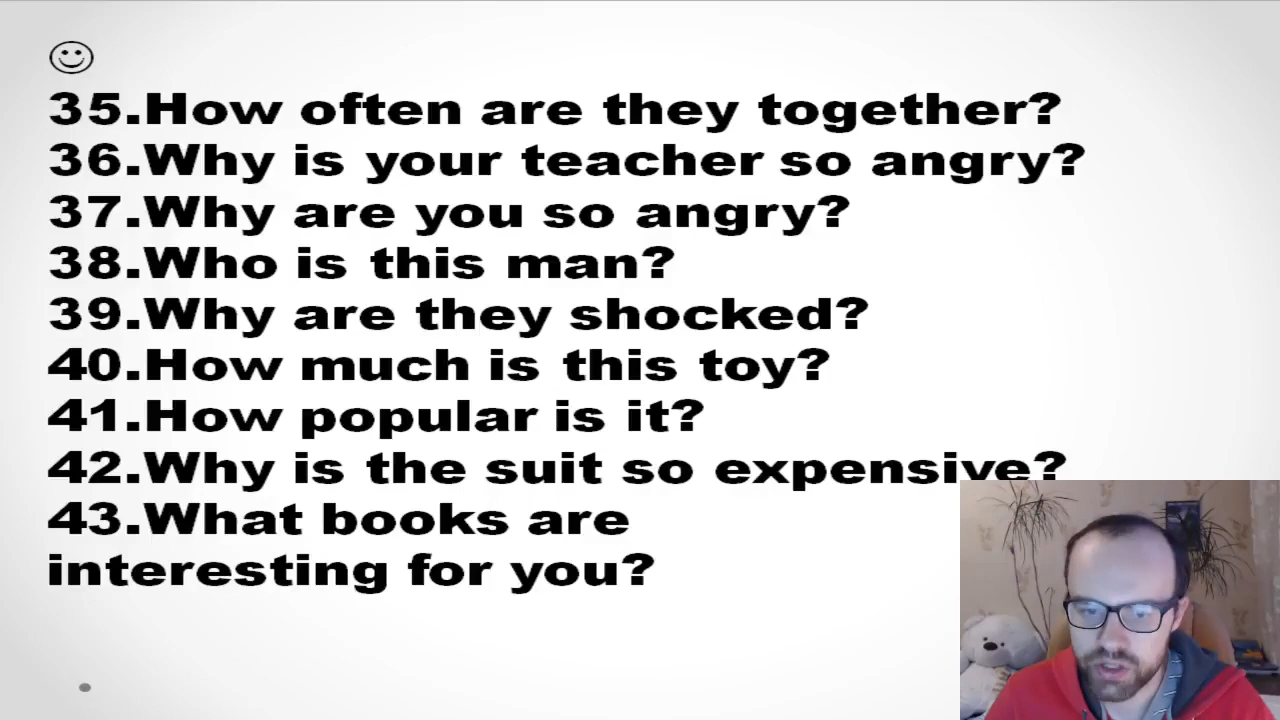 35.How often are they together?
36.Why is your teacher so angry?
37.Why are you so angry?
38.Who is this man?
39.Why are they shocked?
40.How much is this toy?
41.How popular is it?
42.Why is the suit so expensive?
43.What books are
interesting for you?